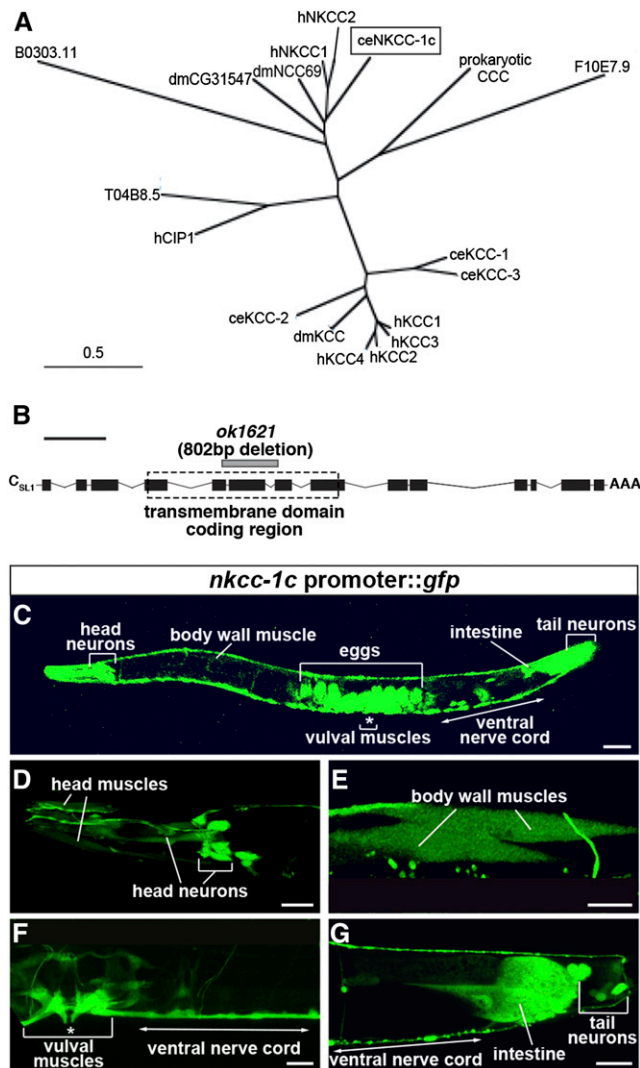 A
hNKCC2
B0303.11
hNKCC1
ceNKCC-1c
dmNCC69
dmCG31547
prokaryotic
CCC
F10E7.9
T04B8.5
hCIP1
ceKCC-1
ceKCC-3
ceKCC-2
dmKCC
hKCC1
hKCC3
hKCC4
hKCC2
0.5
B
ok1621
(802bp deletion)
CSL1
AAA
transmembrane domain
coding region
nkcc-1c promoter::gfp
C
head
neurons
body wall muscle
eggs
intestine
tail neurons
*
vulval muscles
ventral
nerve cord
D
head muscles
head neurons
E
body wall muscles
F
*
vulval
muscles
ventral nerve cord
G
tail
neurons
ventral nerve cord
intestine